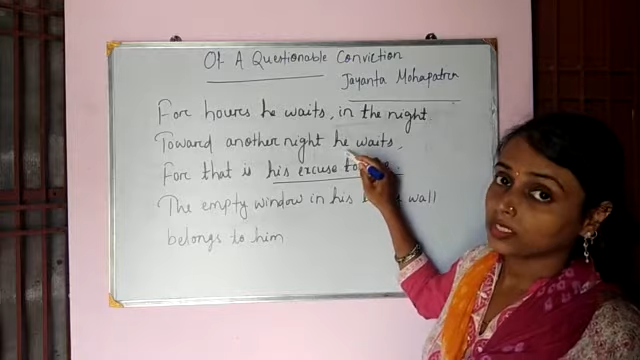 Of A Questionable Conviction
Jayanta Mohapatra
For hours he waits, in the night.
Toward another night he waits,
For that is his excuse
The empty window in his wall
belongs to him